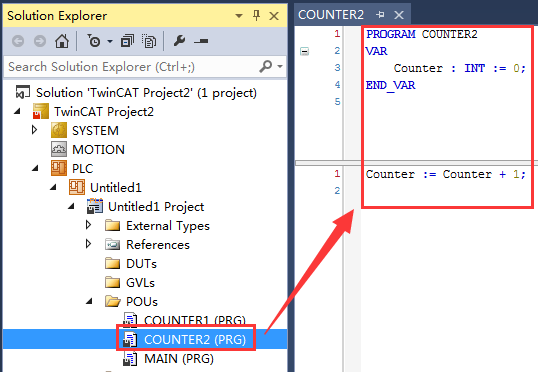 Solution Explorer
Search Solution Explorer (Ctrl+;)
Solution 'TwinCAT Project2' (1 project)
TwinCAT Project2
SYSTEM
MOTION
PLC
Untitled1
Untitled1 Project
External Types
References
DUTs
GVLs
POUs
COUNTER1 (PRG)
COUNTER2 (PRG)
MAIN (PRG)
COUNTER2
1 PROGRAM COUNTER2
2 VAR
3 Counter : INT := 0;
4 END_VAR
5
1 Counter := Counter + 1;
2